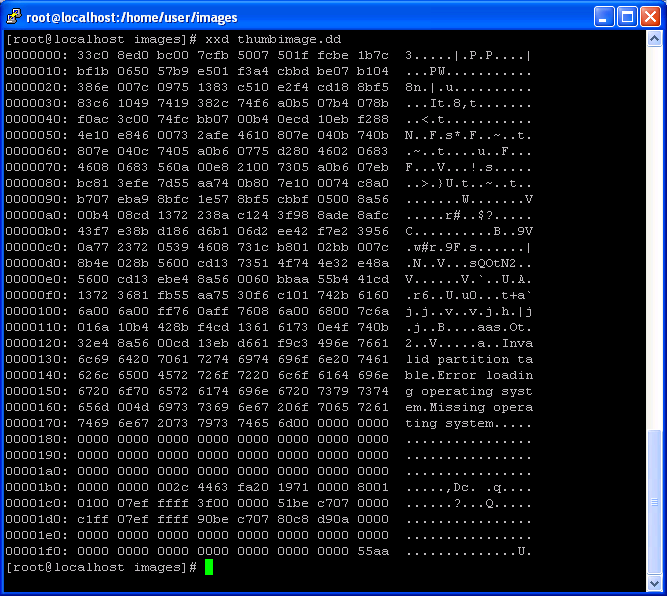 root@localhost:/home/user/images
[root@localhost images]# xxd thumbimage.dd
0000000: 33c0 8ed0 bc00 7cfb 5007 501f fcbe 1b7c  3.....|.P.P....|
0000010: bf1b 0650 57b9 e501 f3a4 cbbd be07 b104  ...PW...........
0000020: 386e 007c 0975 1383 c510 e2f4 cd18 8bf5  8n.|.u..........
0000030: 83c6 1049 7419 382c 74f6 a0b5 07b4 078b  ...It.8,t.......
0000040: f0ac 3c00 74fc bb07 00b4 0ecd 10eb f288  ..<.t...........
0000050: 4e10 e846 0073 2afe 4610 807e 040b 740b  N..F.s*.F..~..t.
0000060: 807e 040c 7405 a0b6 0775 d280 4602 0683  .~..t....u..F...
0000070: 4608 0683 560a 00e8 2100 7305 a0b6 07eb  F...V...!.s.....
0000080: bc81 3efe 7d55 aa74 0b80 7e10 0074 c8a0  ..>.}U.t..~..t..
0000090: b707 eba9 8bfc 1e57 8bf5 cbbf 0500 8a56  .......W.......V
00000a0: 00b4 08cd 1372 238a c124 3f98 8ade 8afc  .....r#..$?.....
00000b0: 43f7 e38b d186 d6b1 06d2 ee42 f7e2 3956  C..........B..9V
00000c0: 0a77 2372 0539 4608 731c b801 02bb 007c  .w#r.9F.s......|
00000d0: 8b4e 028b 5600 cd13 7351 4f74 4e32 e48a  .N..V...sQOtN2..
00000e0: 5600 cd13 ebe4 8a56 0060 bbaa 55b4 41cd  V......V.`..U.A.
00000f0: 1372 3681 fb55 aa75 30f6 c101 742b 6160  .r6..U.u0...t+a`
0000100: 6a00 6a00 ff76 0aff 7608 6a00 6800 7c6a  j.j..v..v.j.h.|j
0000110: 016a 10b4 428b f4cd 1361 6173 0e4f 740b  .j..B....aas.Ot.
0000120: 32e4 8a56 00cd 13eb d661 f9c3 496e 7661  2..V.....a..Inva
0000130: 6c69 6420 7061 7274 6974 696f 6e20 7461  lid partition ta
0000140: 626c 6500 4572 726f 7220 6c6f 6164 696e  ble.Error loadin
0000150: 6720 6f70 6572 6174 696e 6720 7379 7374  g operating syst
0000160: 656d 004d 6973 7369 6e67 206f 7065 7261  em.Missing opera
0000170: 7469 6e67 2073 7973 7465 6d00 0000 0000  ting system.....
0000180: 0000 0000 0000 0000 0000 0000 0000 0000  ................
0000190: 0000 0000 0000 0000 0000 0000 0000 0000  ................
00001a0: 0000 0000 0000 0000 0000 0000 0000 0000  ................
00001b0: 0000 0000 002c 4463 fa20 1971 0000 8001  .....,Dc. .q....
00001c0: 0100 07ef ffff 3f00 0000 51be c707 0000  ......?...Q.....
00001d0: c1ff 07ef ffff 90be c707 80c8 d90a 0000  ................
00001e0: 0000 0000 0000 0000 0000 0000 0000 0000  ................
00001f0: 0000 0000 0000 0000 0000 0000 0000 55aa  ..............U.
[root@localhost images]#